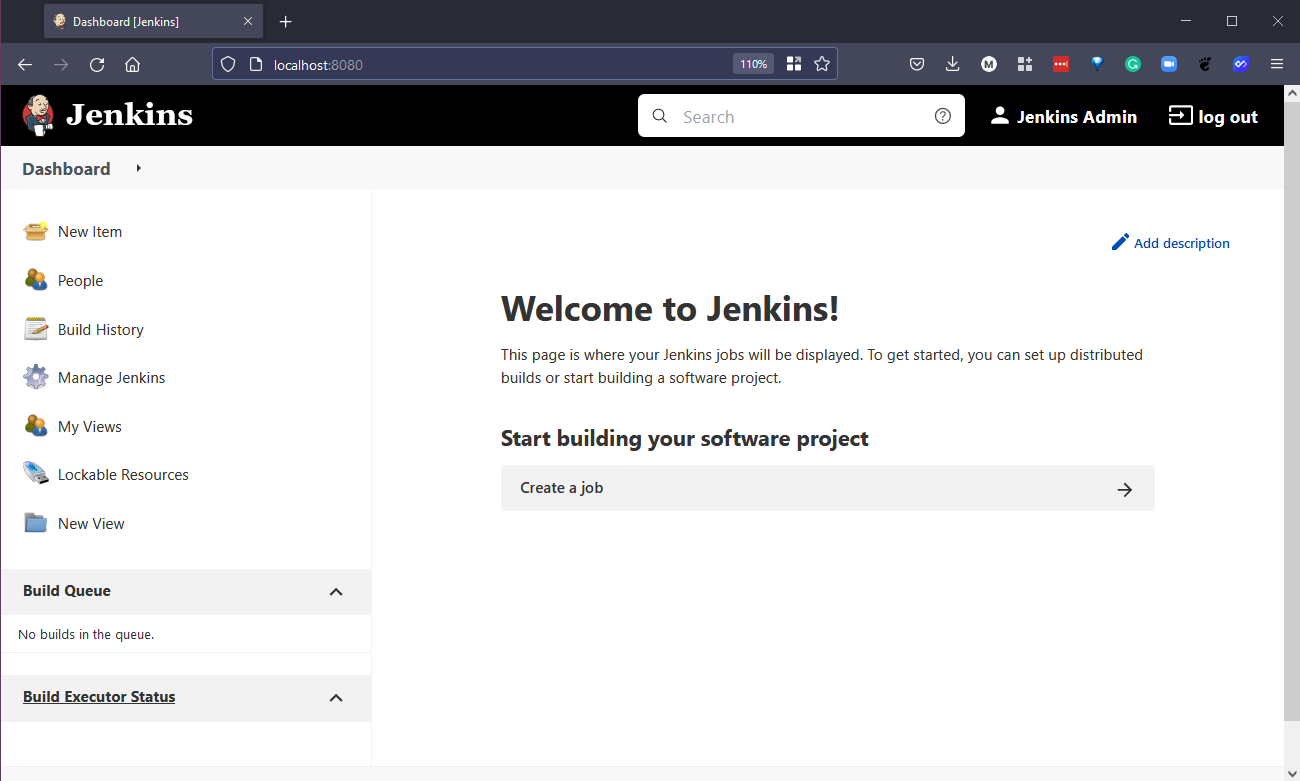 Dashboard [Jenkins]
localhost:8080
110%
M
G
Jenkins
Search
Jenkins Admin
log out
Dashboard
New Item
People
Build History
Manage Jenkins
My Views
Lockable Resources
New View
Build Queue
No builds in the queue.
Build Executor Status
Add description
Welcome to Jenkins!
This page is where your Jenkins jobs will be displayed. To get started, you can set up distributed
builds or start building a software project.
Start building your software project
Create a job